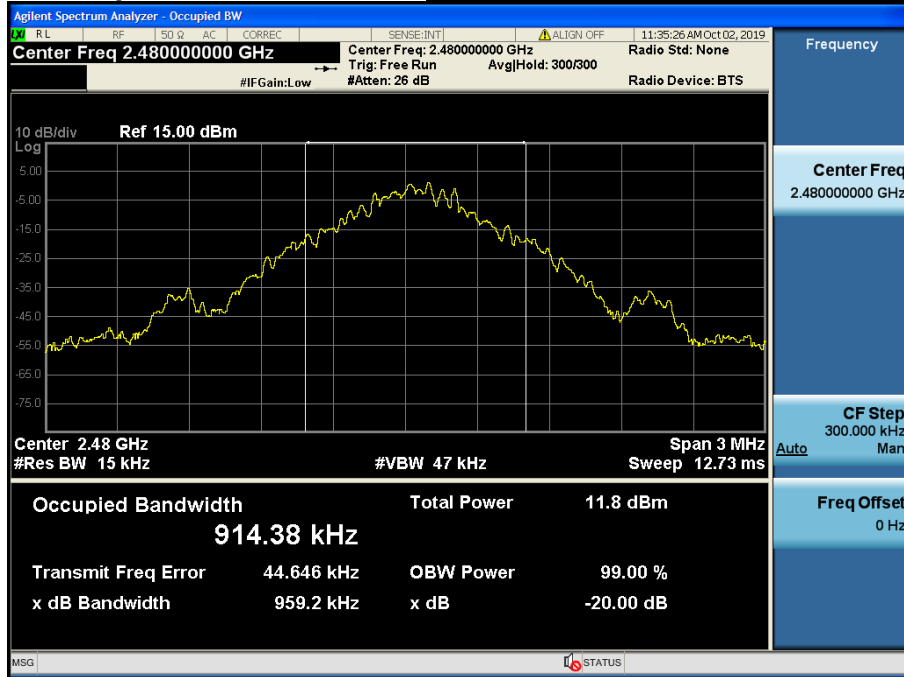 Agilent Spectrum Analyzer - Occupied BW
LXI RL RF 50 Ω AC CORREC SENSE:INT ALIGN OFF 11:35:26 AM Oct 02, 2019
Center Freq 2.480000000 GHz Center Freq: 2.480000000 GHz Radio Std: None Frequency
Trig: Free Run Avg|Hold: 300/300
#IFGain:Low #Atten: 26 dB Radio Device: BTS
10 dB/div Ref 15.00 dBm
Log
5.00
-5.00
-15.0
-25.0
-35.0
-45.0
-55.0
-65.0
-75.0
Center Freq
2.480000000 GHz
CF Step
300.000 kHz
Auto Man
Center 2.48 GHz Span 3 MHz
#Res BW 15 kHz #VBW 47 kHz Sweep 12.73 ms
Freq Offset
0 Hz
Occupied Bandwidth Total Power 11.8 dBm
914.38 kHz
Transmit Freq Error 44.646 kHz OBW Power 99.00 %
x dB Bandwidth 959.2 kHz x dB -20.00 dB
MSG STATUS